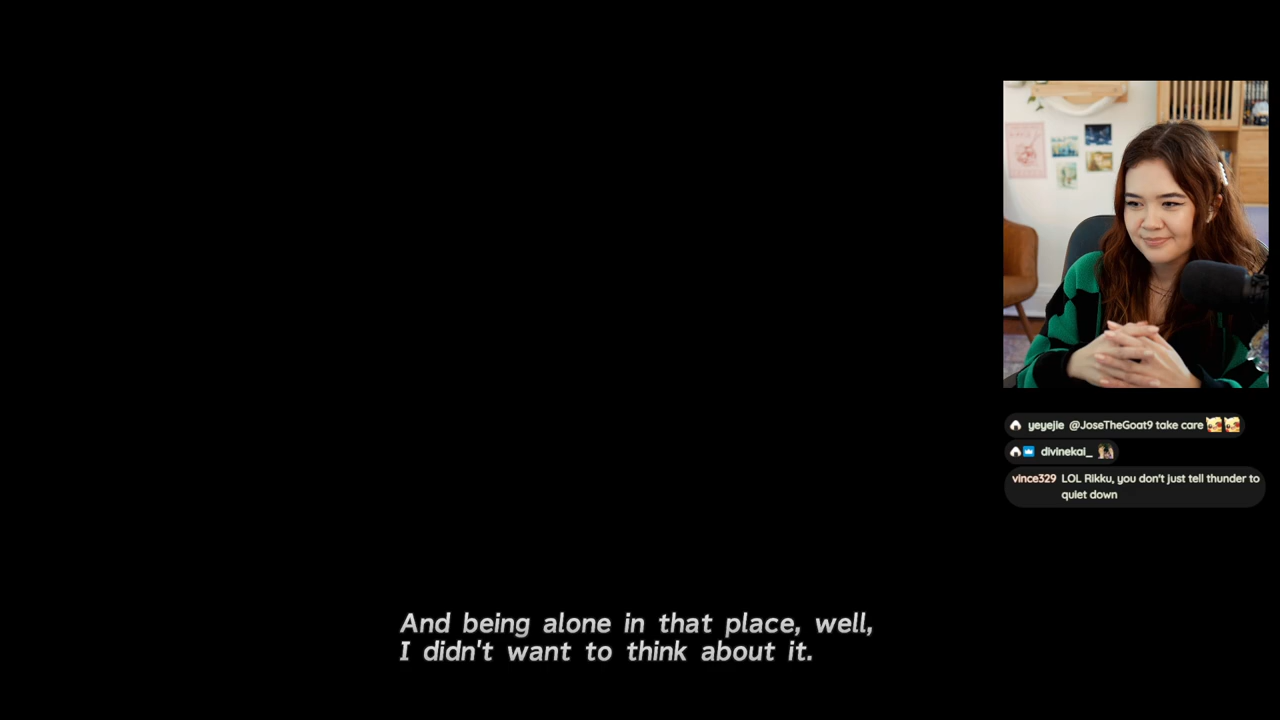 yeyejie @JoseTheGoat9 take care
divinekai_
vince329 LOL Rikku, you don't just tell thunder to
quiet down
And being alone in that place, well,
I didn't want to think about it.